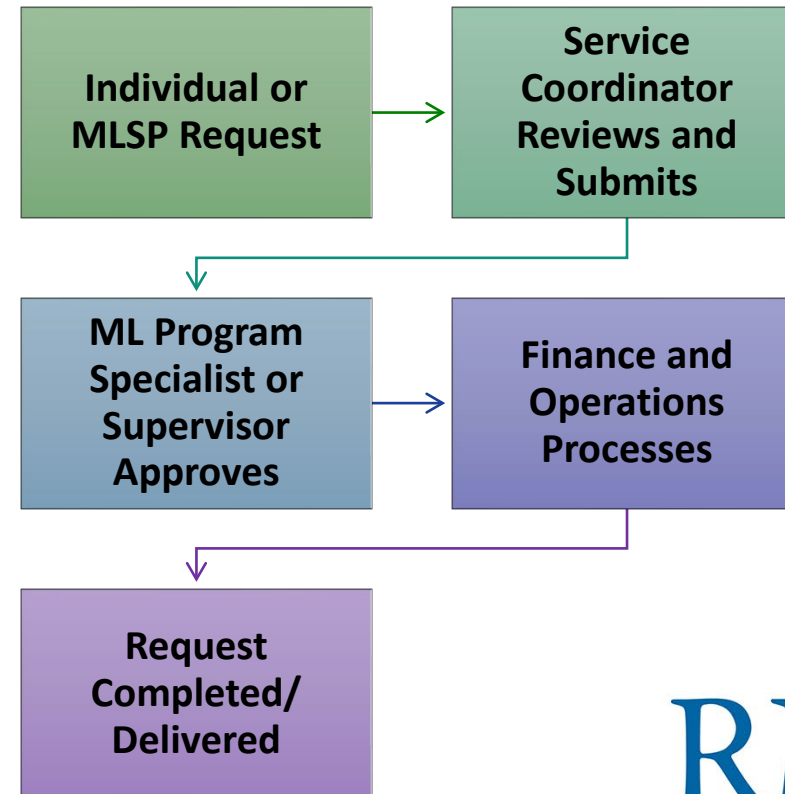 Individual or
MLSP Request
Service
Coordinator
Reviews and
Submits
ML Program
Specialist or
Supervisor
Approves
Finance and
Operations
Processes
Request
Completed/
Delivered